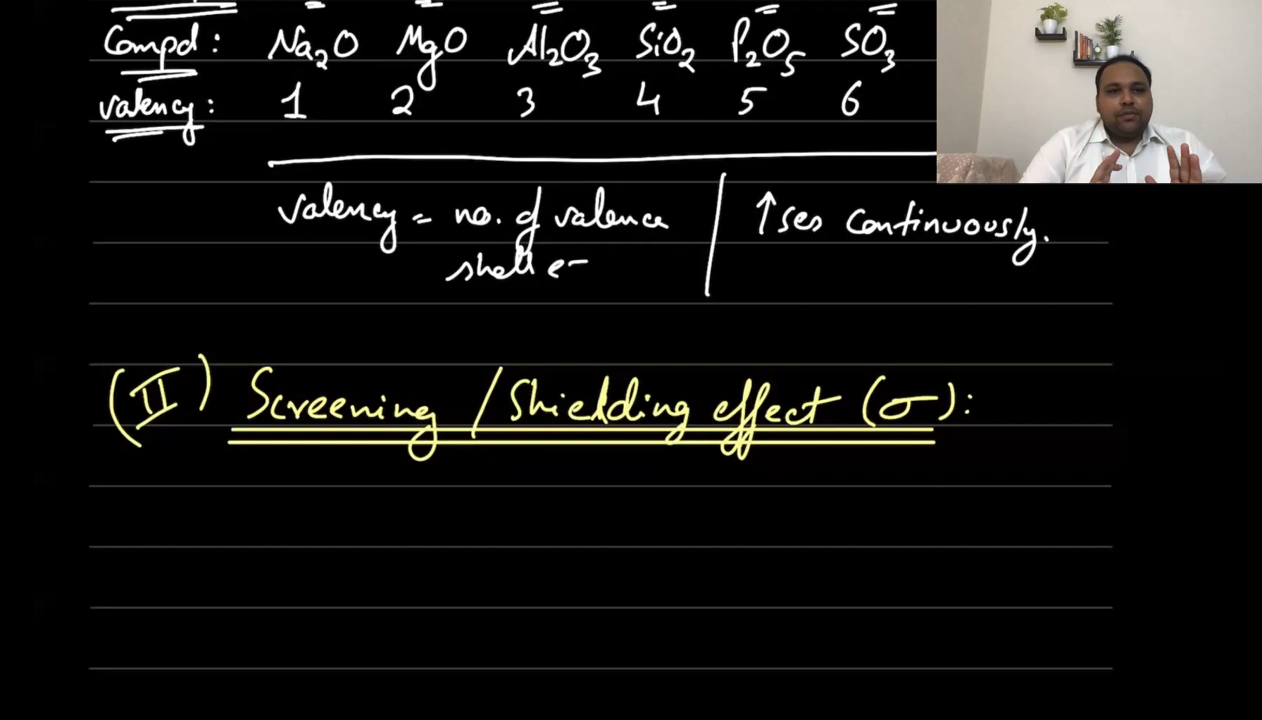 Compd: Na₂O MgO Al₂O₃ SiO₂ P₂O₅ SO₃
Valency: 1 2 3 4 5 6
Valency = no. of valence | ↑ses continuously.
shell e-
(II) Screening / Shielding effect (σ):